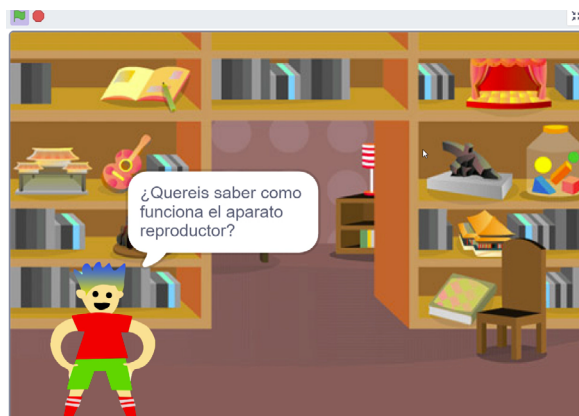 ¿Quereis saber como
funciona el aparato
reproductor?